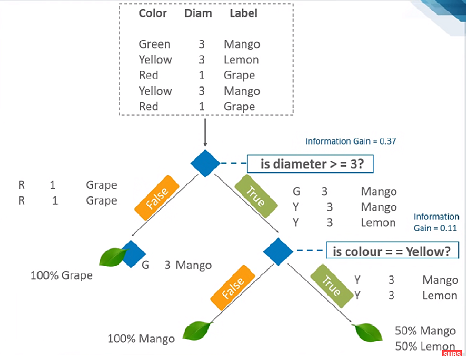 Color Diam Label
Green 3 Mango
Yellow 3 Lemon
Red 1 Grape
Yellow 3 Mango
Red 1 Grape
Information Gain = 0.37
is diameter > = 3?
False
True
R 1 Grape
R 1 Grape
G 3 Mango
Y 3 Mango
Y 3 Lemon
Information
Gain = 0.11
is colour = = Yellow?
G 3 Mango
100% Grape
False
True
Y 3 Mango
Y 3 Lemon
100% Mango
50% Mango
50% Lemon
SUBS